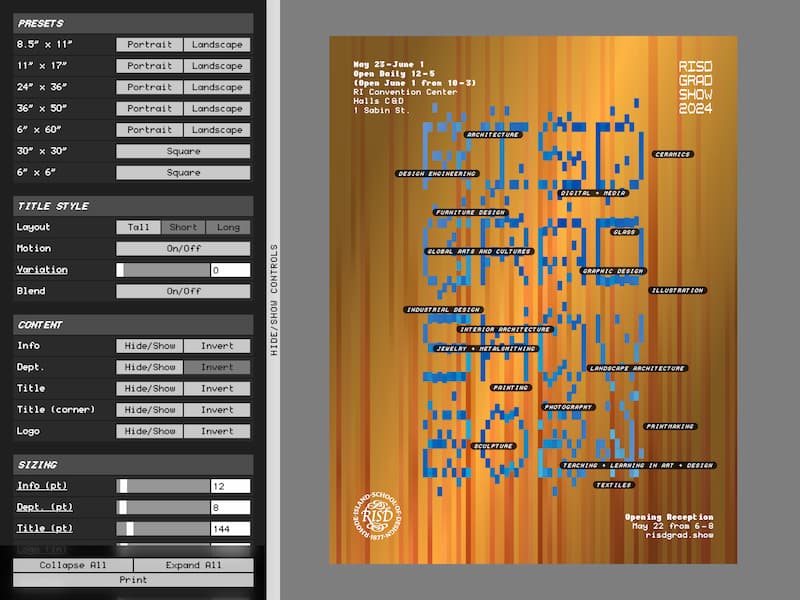 PRESETS
8.5" x 11"
Portrait
Landscape
11" x 17"
Portrait
Landscape
24" x 36"
Portrait
Landscape
36" x 50"
Portrait
Landscape
6" x 60"
Portrait
Landscape
30" x 30"
Square
6" x 6"
Square
TITLE STYLE
Layout
Tall
Short
Long
Motion
On/Off
Variation
0
Blend
On/Off
CONTENT
Info
Hide/Show
Invert
Dept.
Hide/Show
Invert
Title
Hide/Show
Invert
Title (corner)
Hide/Show
Invert
Logo
Hide/Show
Invert
SIZING
Info (pt)
12
Dept. (pt)
8
Title (pt)
144
Logo (in)
Collapse All
Expand All
Print
HIDE/SHOW CONTROLS
May 23–June 1
Open Daily 12–5
(Open June 1 from 10–3)
RI Convention Center
Halls C&D
1 Sabin St.
RISD
GRAD
SHOW
2024
RISD
GRAD
SHOW
2024
ARCHITECTURE
CERAMICS
DESIGN ENGINEERING
DIGITAL + MEDIA
FURNITURE DESIGN
GLASS
GLOBAL ARTS AND CULTURES
GRAPHIC DESIGN
ILLUSTRATION
INDUSTRIAL DESIGN
INTERIOR ARCHITECTURE
JEWELRY + METALSMITHING
LANDSCAPE ARCHITECTURE
PAINTING
PHOTOGRAPHY
PRINTMAKING
SCULPTURE
TEACHING + LEARNING IN ART + DESIGN
TEXTILES
RHODE·ISLAND·SCHOOL·OF·DESIGN·1877
RISD
Opening Reception
May 22 from 6–8
risdgrad.show